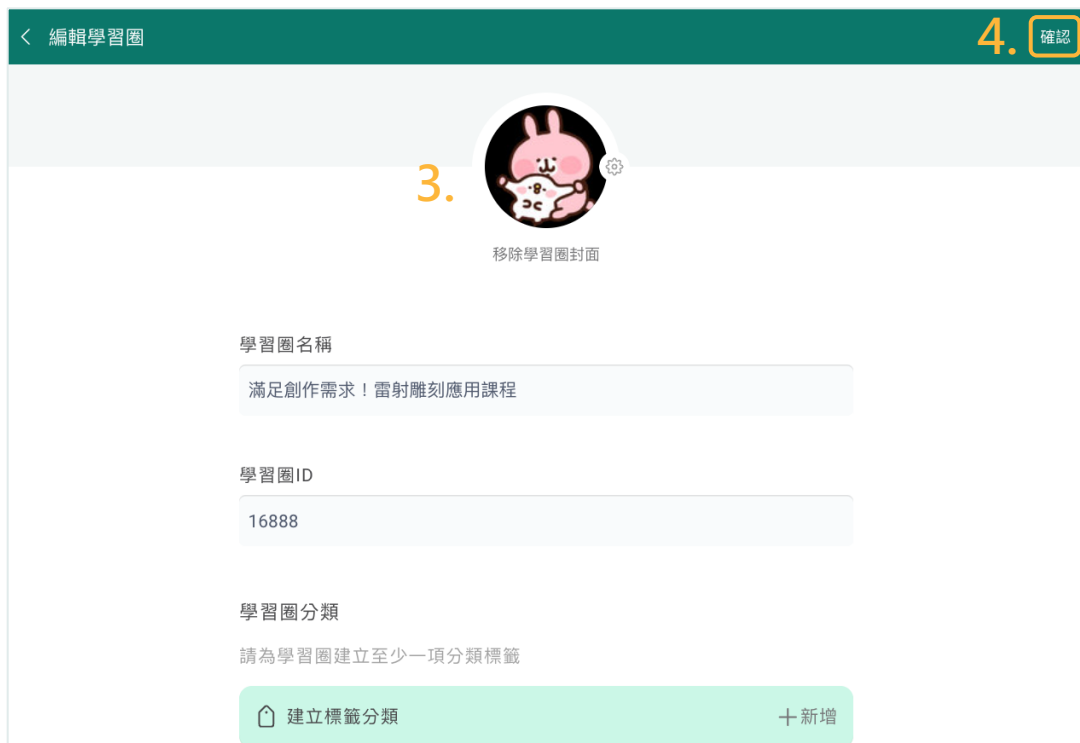 編輯學習圈
4.
確認
3.
移除學習圈封面
學習圈名稱
滿足創作需求！雷射雕刻應用課程
學習圈ID
16888
學習圈分類
請為學習圈建立至少一項分類標籤
建立標籤分類
＋新增